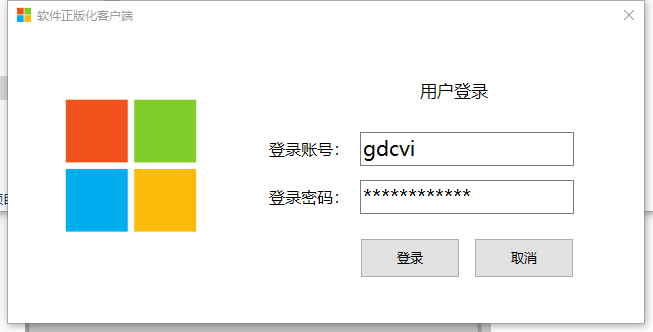 软件正版化客户端
用户登录
登录账号： gdcvi
登录密码： ************
登录 取消